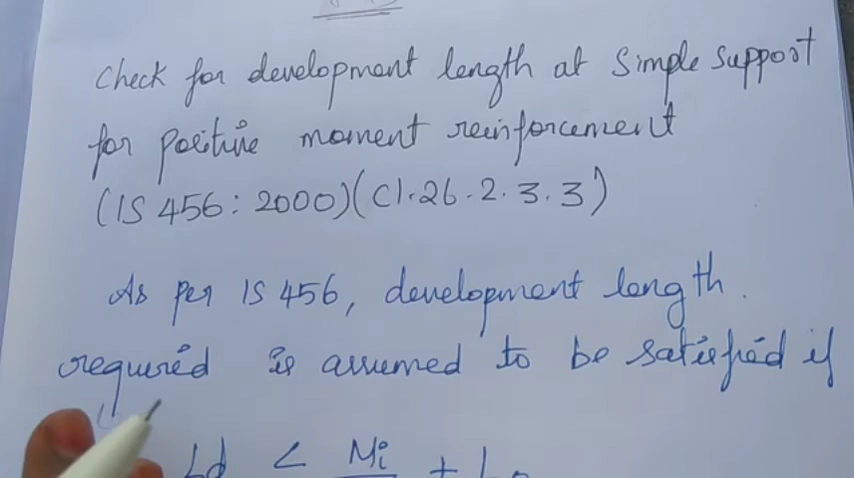 Check for development length at Simple Support
for positive moment reinforcement
(IS 456: 2000)(Cl.26.2.3.3)
As per IS 456, development length
required is assumed to be satisfied if
Ld < Mi + Lo